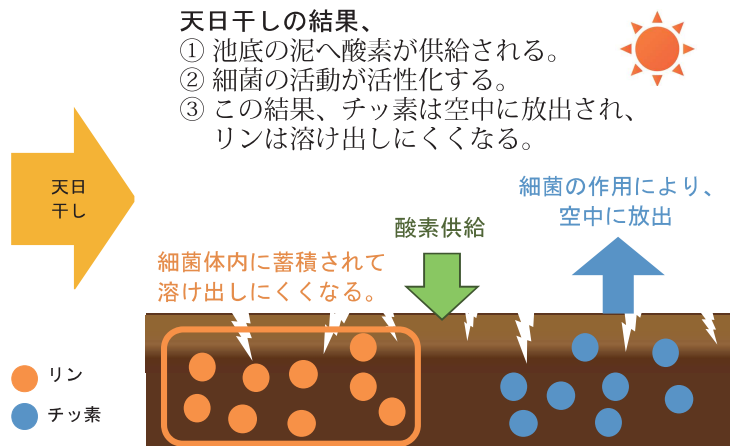 天日干しの結果、
① 池底の泥へ酸素が供給される。
② 細菌の活動が活性化する。
③ この結果、チッ素は空中に放出され、
リンは溶け出しにくくなる。
天日
干し
細菌の作用により、
空中に放出
酸素供給
細菌体内に蓄積されて
溶け出しにくくなる。
リン
チッ素